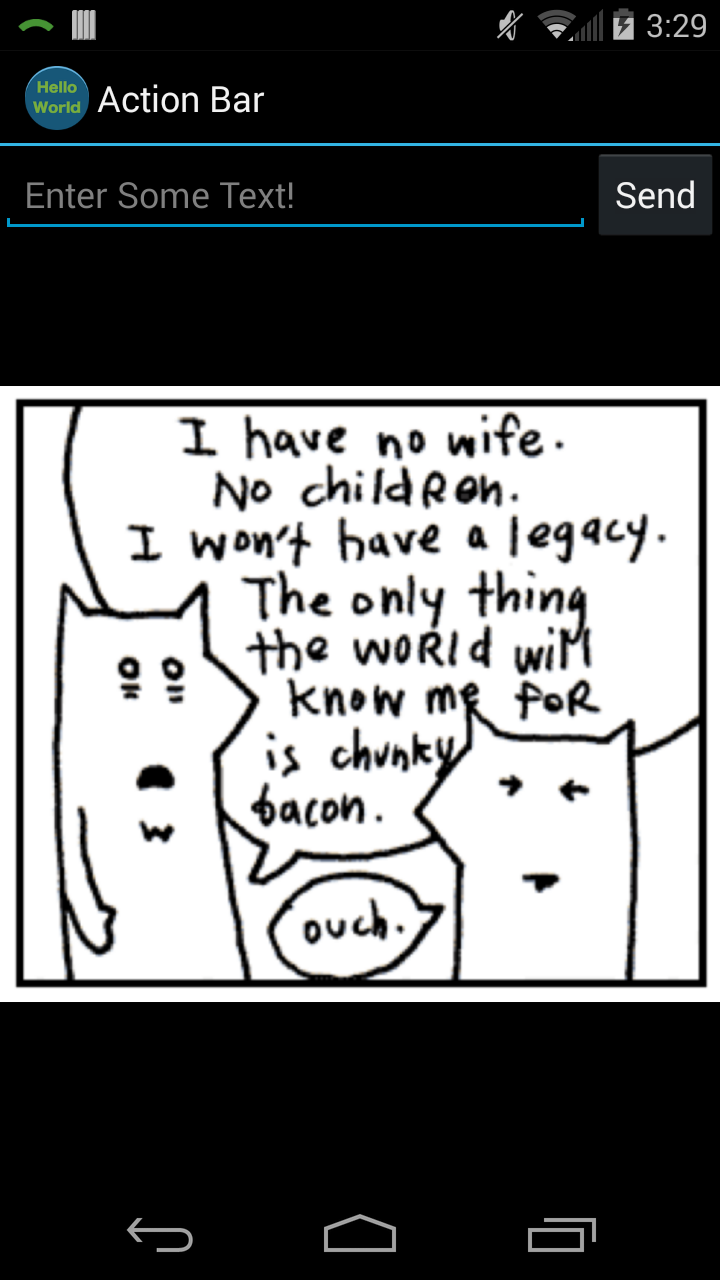 3:29
Hello
World
Action Bar
Enter Some Text!
Send
I have no wife.
No children.
I won't have a legacy.
The only thing
the world will
know me for
is chunky
bacon.
ouch.